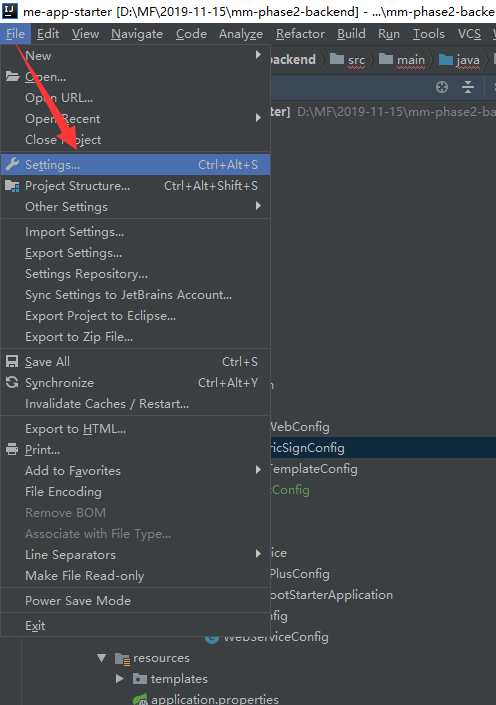 me-app-starter [D:\MF\2019-11-15\mm-phase2-backend] - ...\mm-phase2-back
File Edit View Navigate Code Analyze Refactor Build Run Tools VCS
New
ckend src main java
Open...
Open URL...
Open Recent
ter] D:\MF\2019-11-15\mm-phase2-ba
Close Project
Settings... Ctrl+Alt+S
Project Structure... Ctrl+Alt+Shift+S
Other Settings
Import Settings...
Export Settings...
Settings Repository...
Sync Settings to JetBrains Account...
Export Project to Eclipse...
Export to Zip File...
Save All Ctrl+S
Synchronize Ctrl+Alt+Y
Invalidate Caches / Restart...
Export to HTML...
WebConfig
Print...
ricSignConfig
Add to Favorites
TemplateConfig
File Encoding
Config
Remove BOM
Associate with File Type...
Line Separators
ice
Make File Read-only
PlusConfig
Power Save Mode
ootStarterApplication
fig
Exit
WebServiceConfig
resources
templates
application.properties